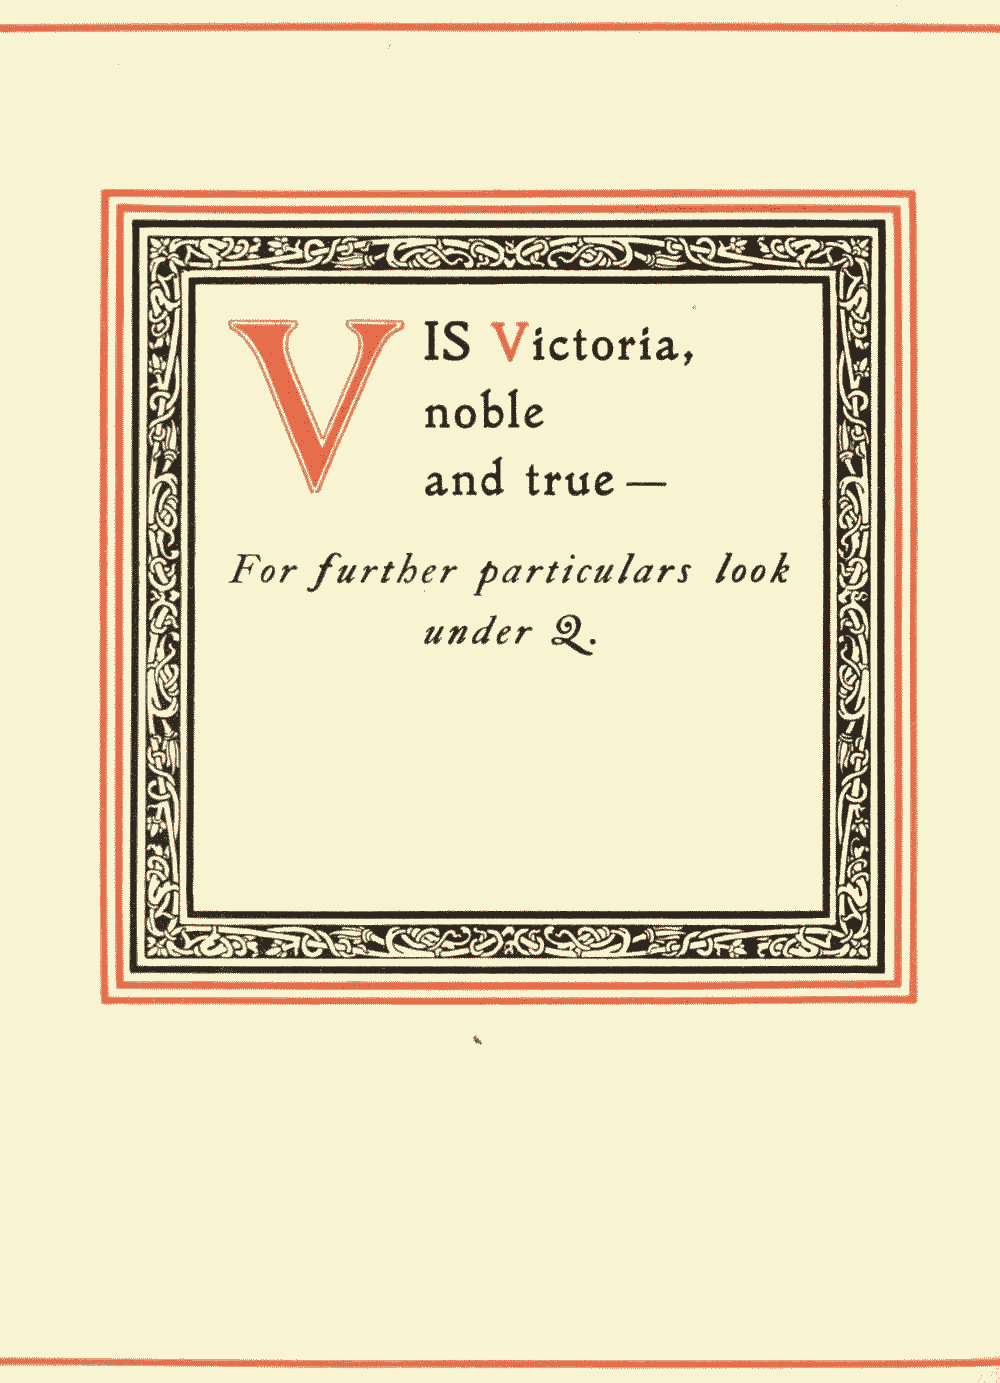 V IS Victoria,
noble
and true —
For further particulars look
under Q.